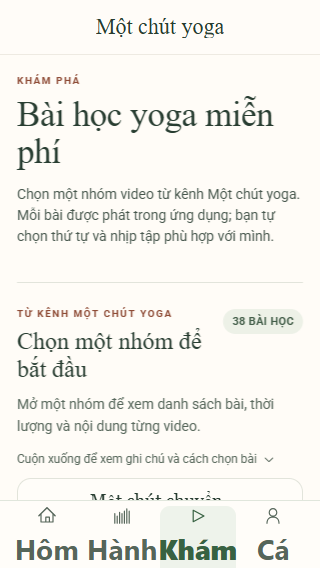 Một chút yoga
KHÁM PHÁ
Bài học yoga miễn
phí
Chọn một nhóm video từ kênh Một chút yoga.
Mỗi bài được phát trong ứng dụng; bạn tự
chọn thứ tự và nhịp tập phù hợp với mình.
TỪ KÊNH MỘT CHÚT YOGA
38 BÀI HỌC
Chọn một nhóm để
bắt đầu
Mở một nhóm để xem danh sách bài, thời
lượng và nội dung từng video.
Cuộn xuống để xem ghi chú và cách chọn bài
Một chút chuyển
Hôm Hành Khám Cá